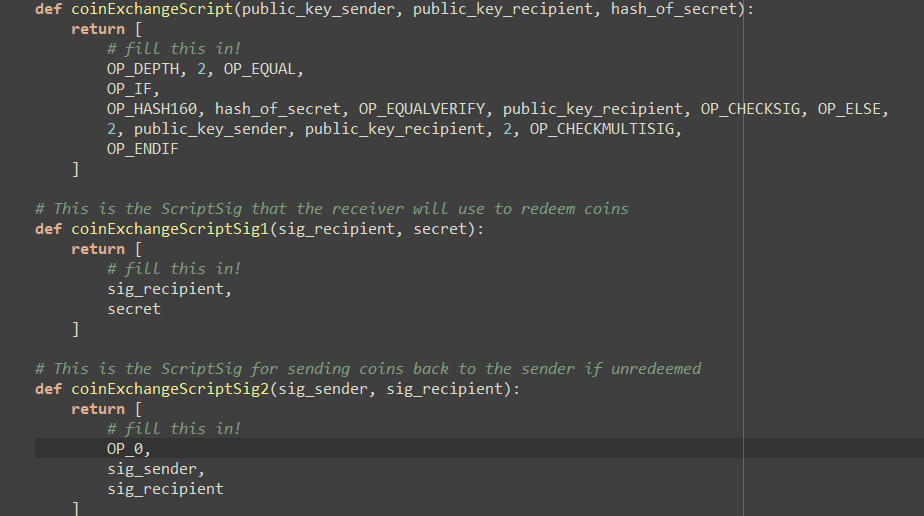 def coinExchangeScript(public_key_sender, public_key_recipient, hash_of_secret):
    return [
        # fill this in!
        OP_DEPTH, 2, OP_EQUAL,
        OP_IF,
        OP_HASH160, hash_of_secret, OP_EQUALVERIFY, public_key_recipient, OP_CHECKSIG, OP_ELSE,
        2, public_key_sender, public_key_recipient, 2, OP_CHECKMULTISIG,
        OP_ENDIF
    ]

# This is the ScriptSig that the receiver will use to redeem coins
def coinExchangeScriptSig1(sig_recipient, secret):
    return [
        # fill this in!
        sig_recipient,
        secret
    ]

# This is the ScriptSig for sending coins back to the sender if unredeemed
def coinExchangeScriptSig2(sig_sender, sig_recipient):
    return [
        # fill this in!
        OP_0,
        sig_sender,
        sig_recipient
    ]